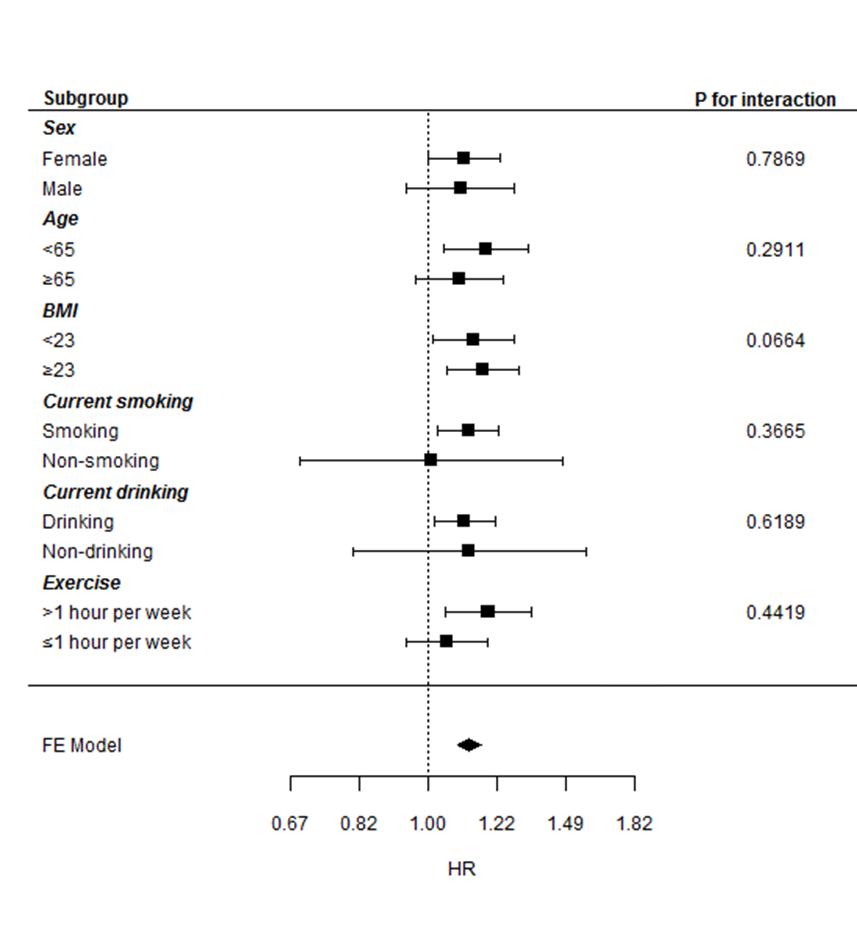 Subgroup P for interaction
Sex
Female 0.7869
Male
Age
<65 0.2911
≥65
BMI
<23 0.0664
≥23
Current smoking
Smoking 0.3665
Non-smoking
Current drinking
Drinking 0.6189
Non-drinking
Exercise
>1 hour per week 0.4419
≤1 hour per week
FE Model
0.67 0.82 1.00 1.22 1.49 1.82
HR